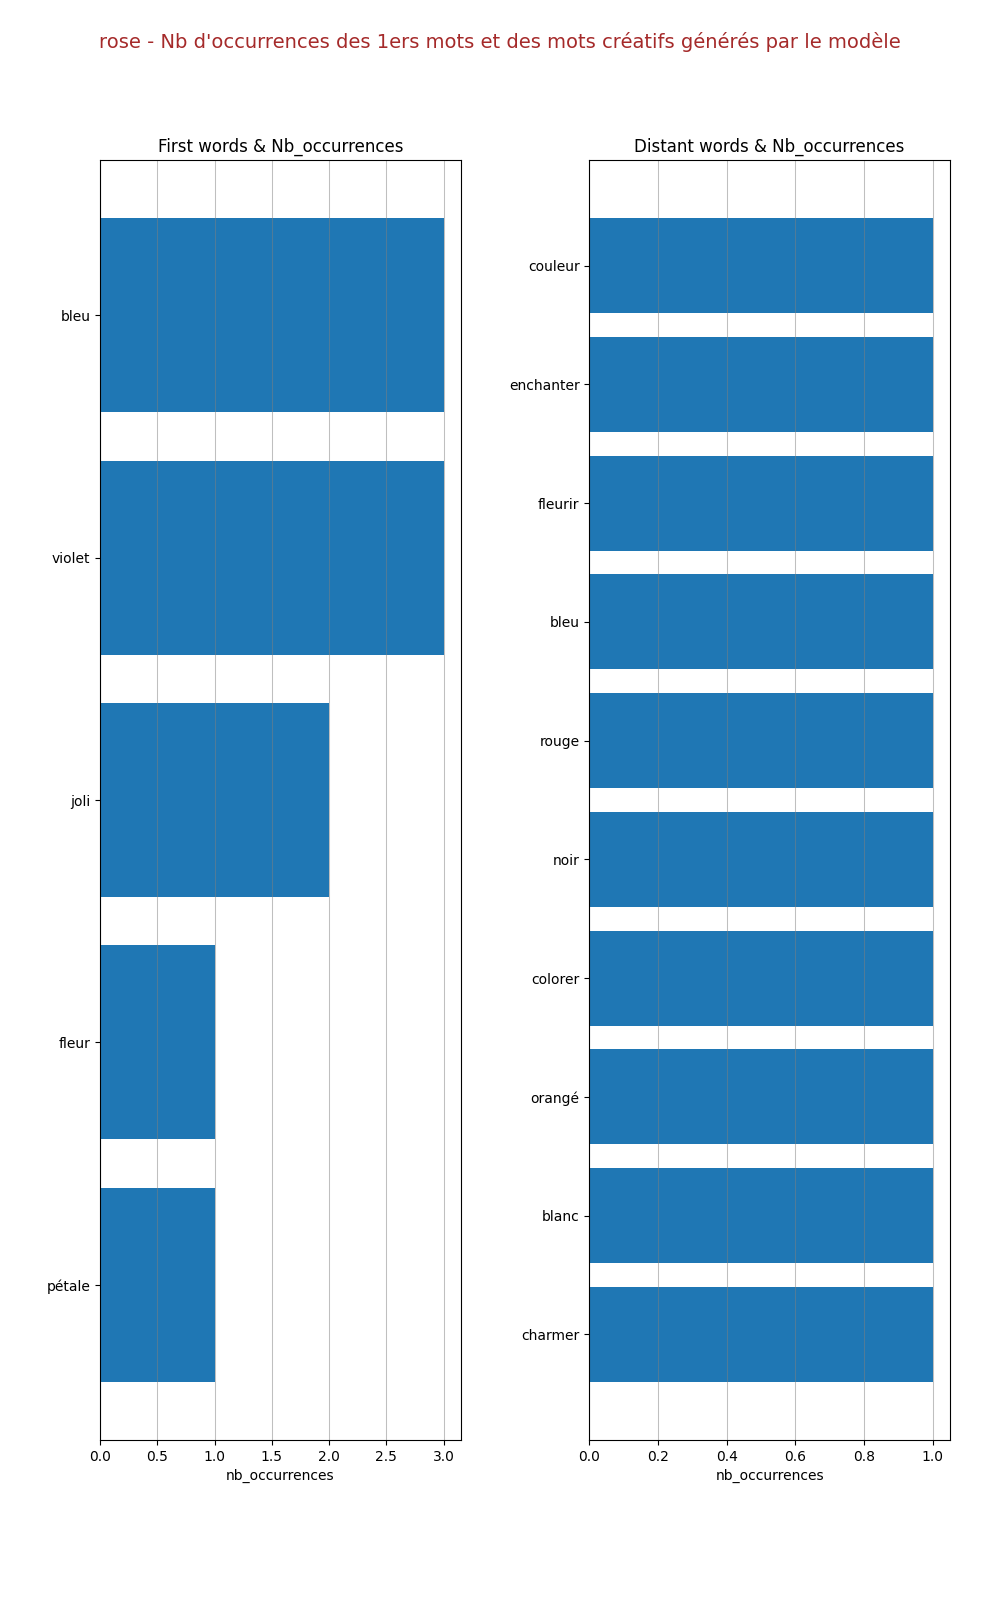 rose - Nb d'occurrences des 1ers mots et des mots créatifs générés par le modèle
First words & Nb_occurrences
bleu
violet
joli
fleur
pétale
0.0 0.5 1.0 1.5 2.0 2.5 3.0
nb_occurrences
Distant words & Nb_occurrences
couleur
enchanter
fleurir
bleu
rouge
noir
colorer
orangé
blanc
charmer
0.0 0.2 0.4 0.6 0.8 1.0
nb_occurrences